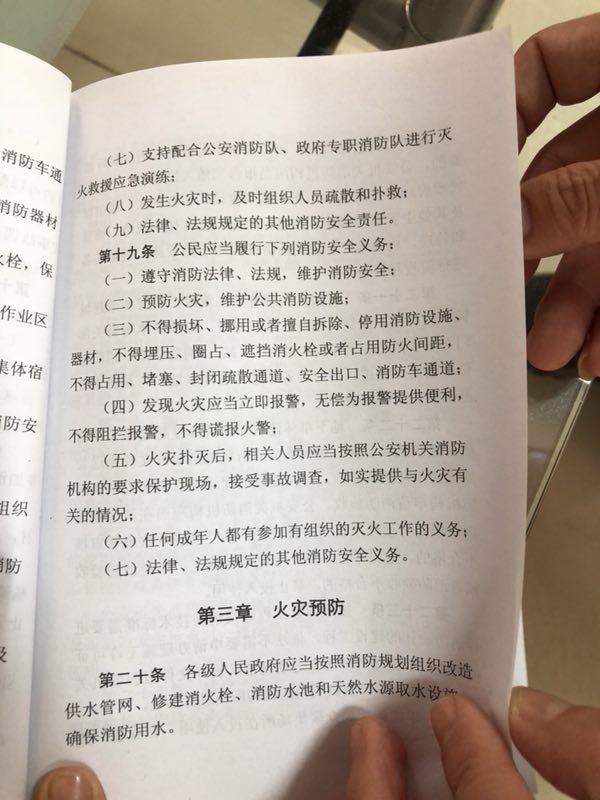 消防车通
消防器材
火栓，保
作业区
集体宿
消防安
组织
消防
及
（七）支持配合公安消防队、政府专职消防队进行灭
火救援应急演练；
（八）发生火灾时，及时组织人员疏散和扑救；
（九）法律、法规规定的其他消防安全责任。
第十九条　公民应当履行下列消防安全义务：
（一）遵守消防法律、法规，维护消防安全；
（二）预防火灾，维护公共消防设施；
（三）不得损坏、挪用或者擅自拆除、停用消防设施、
器材，不得埋压、圈占、遮挡消火栓或者占用防火间距，
不得占用、堵塞、封闭疏散通道、安全出口、消防车通道；
（四）发现火灾应当立即报警，无偿为报警提供便利，
不得阻拦报警，不得谎报火警；
（五）火灾扑灭后，相关人员应当按照公安机关消防
机构的要求保护现场，接受事故调查，如实提供与火灾有
关的情况；
（六）任何成年人都有参加有组织的灭火工作的义务；
（七）法律、法规规定的其他消防安全义务。
第三章　火灾预防
第二十条　各级人民政府应当按照消防规划组织改造
供水管网、修建消火栓、消防水池和天然水源取水设施，
确保消防用水。